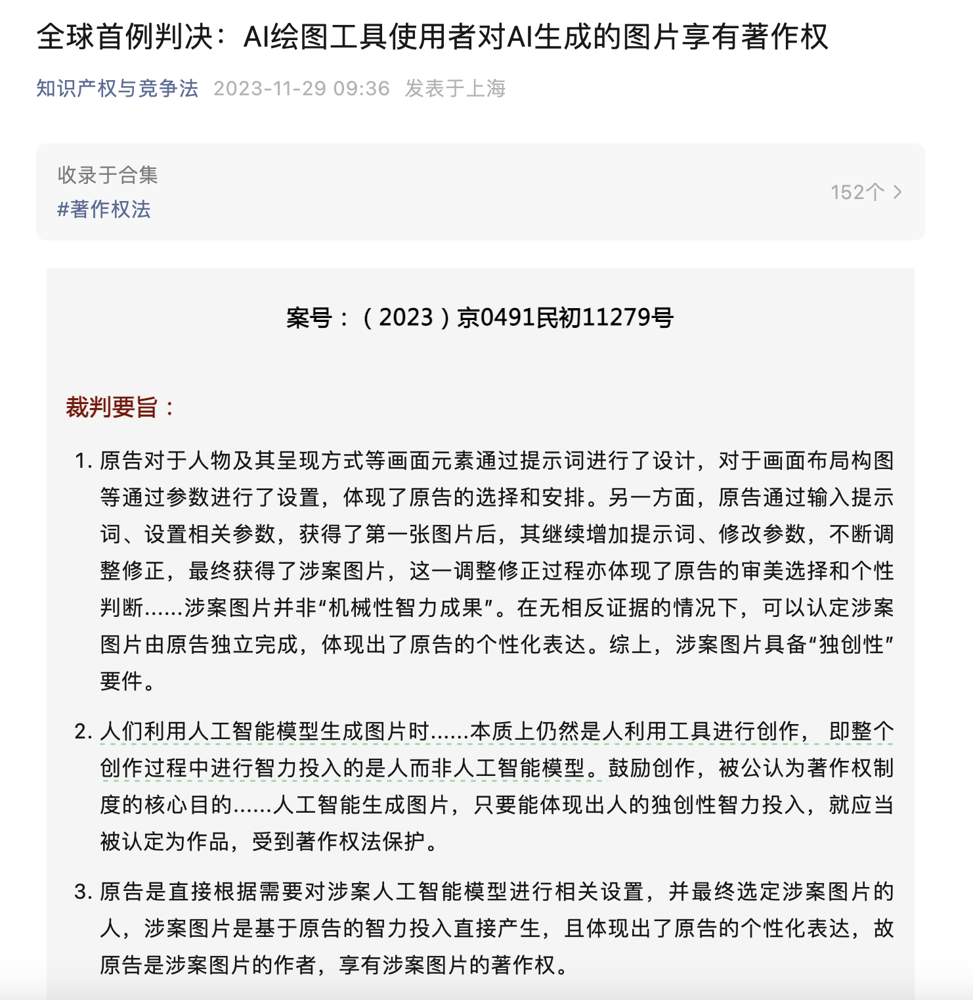 全球首例判决：AI绘图工具使用者对AI生成的图片享有著作权
知识产权与竞争法 2023-11-29 09:36 发表于上海
收录于合集
#著作权法
152个 >
案号：（2023）京0491民初11279号
裁判要旨：
1. 原告对于人物及其呈现方式等画面元素通过提示词进行了设计，对于画面布局构图
等通过参数进行了设置，体现了原告的选择和安排。另一方面，原告通过输入提示
词、设置相关参数，获得了第一张图片后，其继续增加提示词、修改参数，不断调
整修正，最终获得了涉案图片，这一调整修正过程亦体现了原告的审美选择和个性
判断……涉案图片并非“机械性智力成果”。在无相反证据的情况下，可以认定涉案
图片由原告独立完成，体现出了原告的个性化表达。综上，涉案图片具备“独创性”
要件。
2. 人们利用人工智能模型生成图片时……本质上仍然是人利用工具进行创作， 即整个
创作过程中进行智力投入的是人而非人工智能模型。鼓励创作，被公认为著作权制
度的核心目的……人工智能生成图片，只要能体现出人的独创性智力投入，就应当
被认定为作品，受到著作权法保护。
3. 原告是直接根据需要对涉案人工智能模型进行相关设置，并最终选定涉案图片的
人，涉案图片是基于原告的智力投入直接产生，且体现出了原告的个性化表达，故
原告是涉案图片的作者，享有涉案图片的著作权。